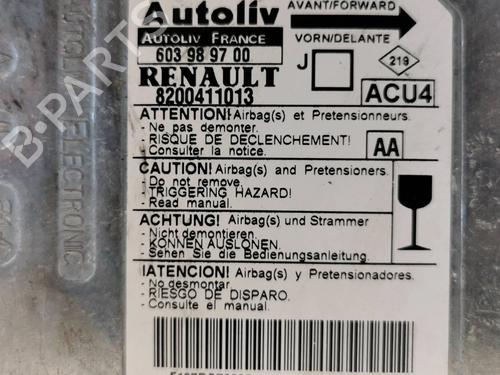 Autoliv
AVANT/FORWARD
AUTOLIV FRANCE
VORN/DELANTE
603 98 97 00
J
219
RENAULT
8200411013
ACU4
ATTENTION! Airbag(s) et Pretensionneurs.
- Ne pas demonter.
- RISQUE DE DECLENCHEMENT!
- Consulter la notice.
AA
CAUTION! Airbag(s) and Pretensioners.
- Do not remove.
- TRIGGERING HAZARD!
- Read manual.
ACHTUNG! Airbag(s) und Strammer
- Nicht demontieren.
- KONNEN AUSLONEN.
- Sehen Sie die Bedienungsanleitung.
¡ATENCION! Airbag(s) y Pretensionadores.
- No desmontar
- RIESGO DE DISPARO.
- Consultar manual.
B-PARTS
ELECTRONIC